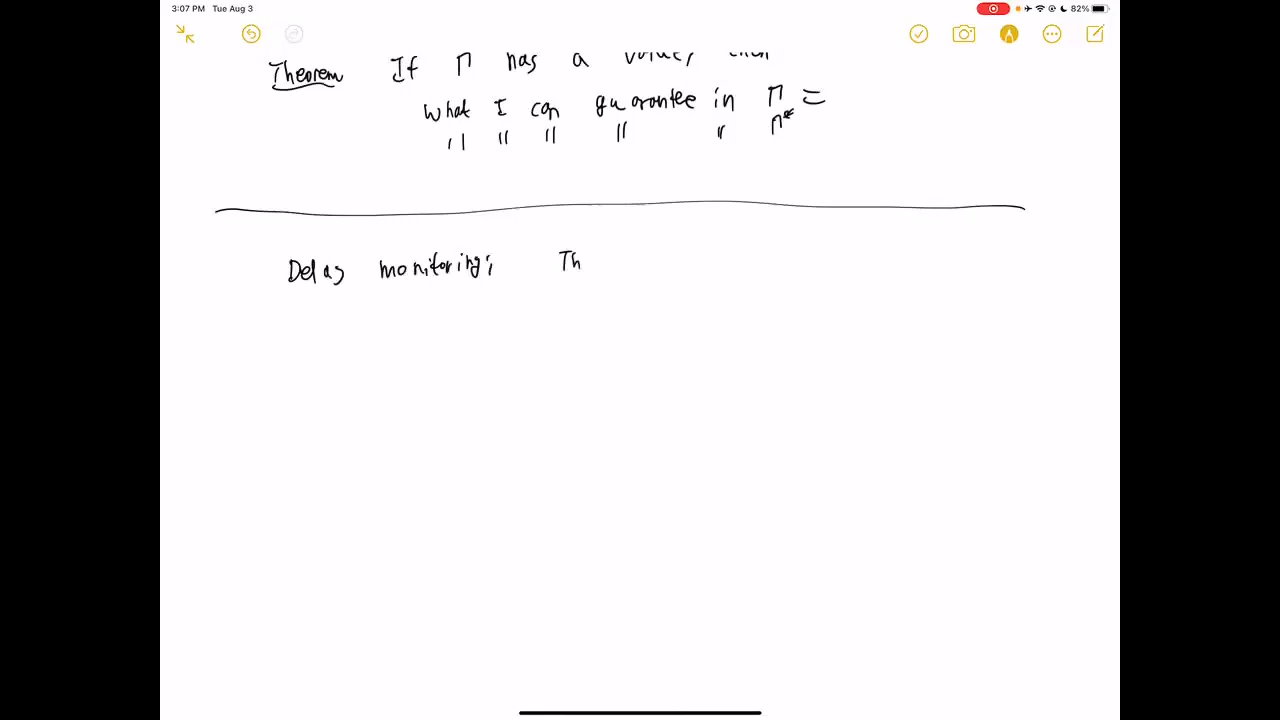 3:07 PM Tue Aug 3 82%
Theorem If Γ has a value, then
what I can guarantee in Γ =
" " " " " Γ*
Delay monitoring: Th